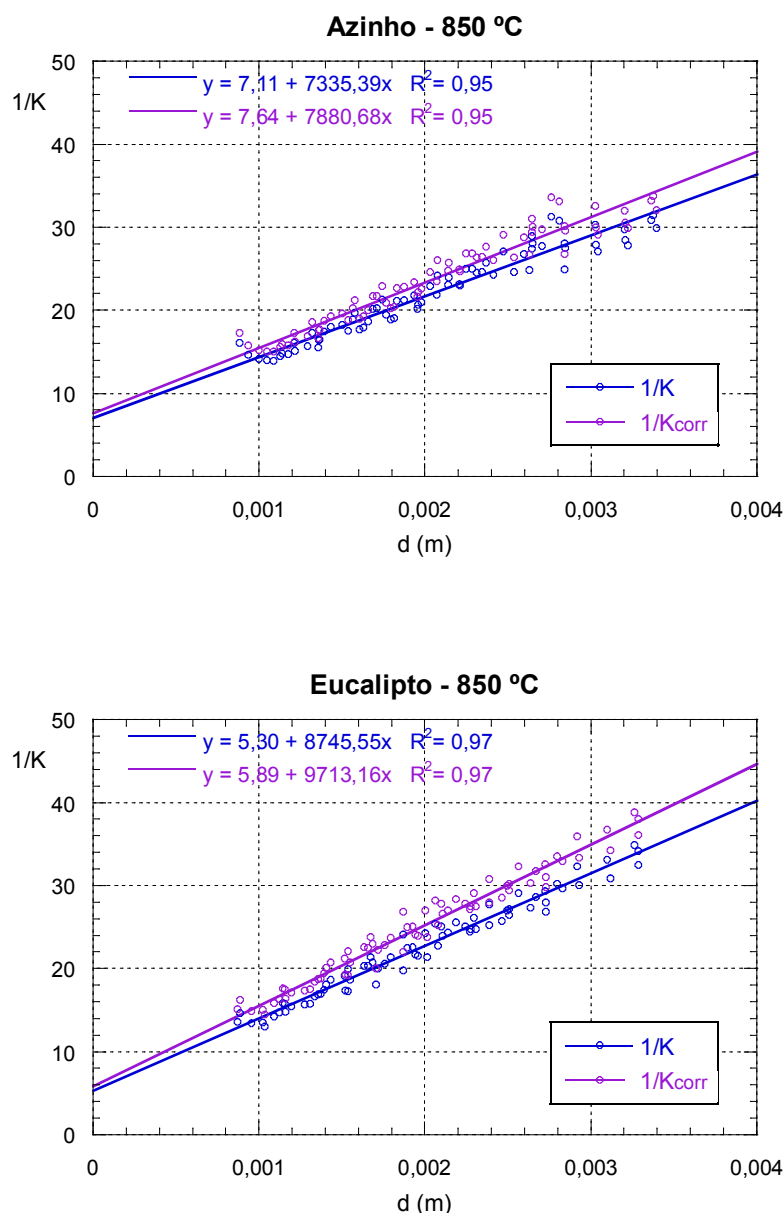 Azinho - 850 ºC
50
y = 7,11 + 7335,39x R2= 0,95
1/K
y = 7,64 + 7880,68x R2= 0,95
40
30
20
1/K
10
1/Kcorr
0
0 0,001 0,002 0,003 0,004
d (m)
Eucalipto - 850 ºC
50
y = 5,30 + 8745,55x R2= 0,97
1/K
y = 5,89 + 9713,16x R2= 0,97
40
30
20
10
1/K
1/Kcorr
0
0 0,001 0,002 0,003 0,004
d (m)